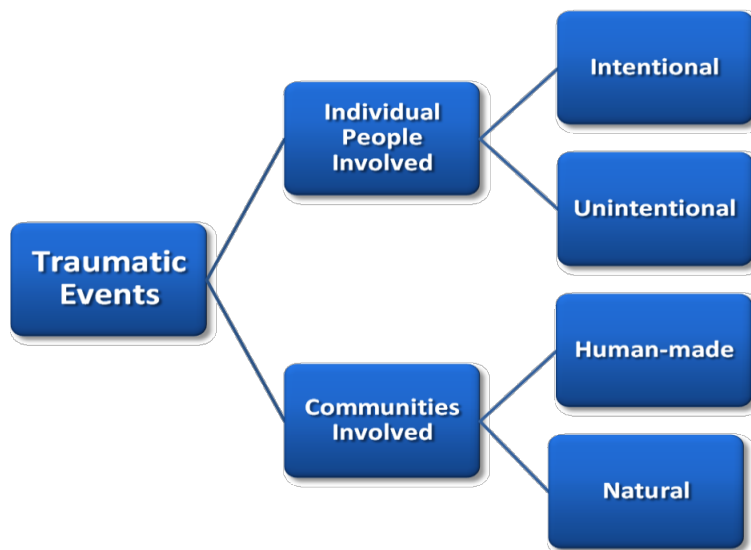 Traumatic
Events
Individual
People
Involved
Intentional
Unintentional
Communities
Involved
Human-made
Natural